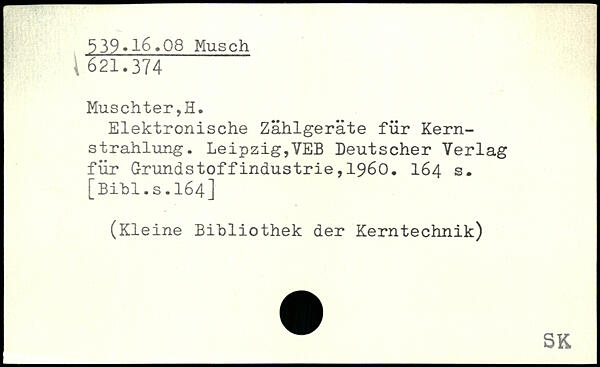 539.16.08 Musch
621.374
Muschter,H.
Elektronische Zählgeräte für Kern-
strahlung. Leipzig,VEB Deutscher Verlag
für Grundstoffindustrie,1960. 164 s.
[Bibl.s.164]
(Kleine Bibliothek der Kerntechnik)
SK